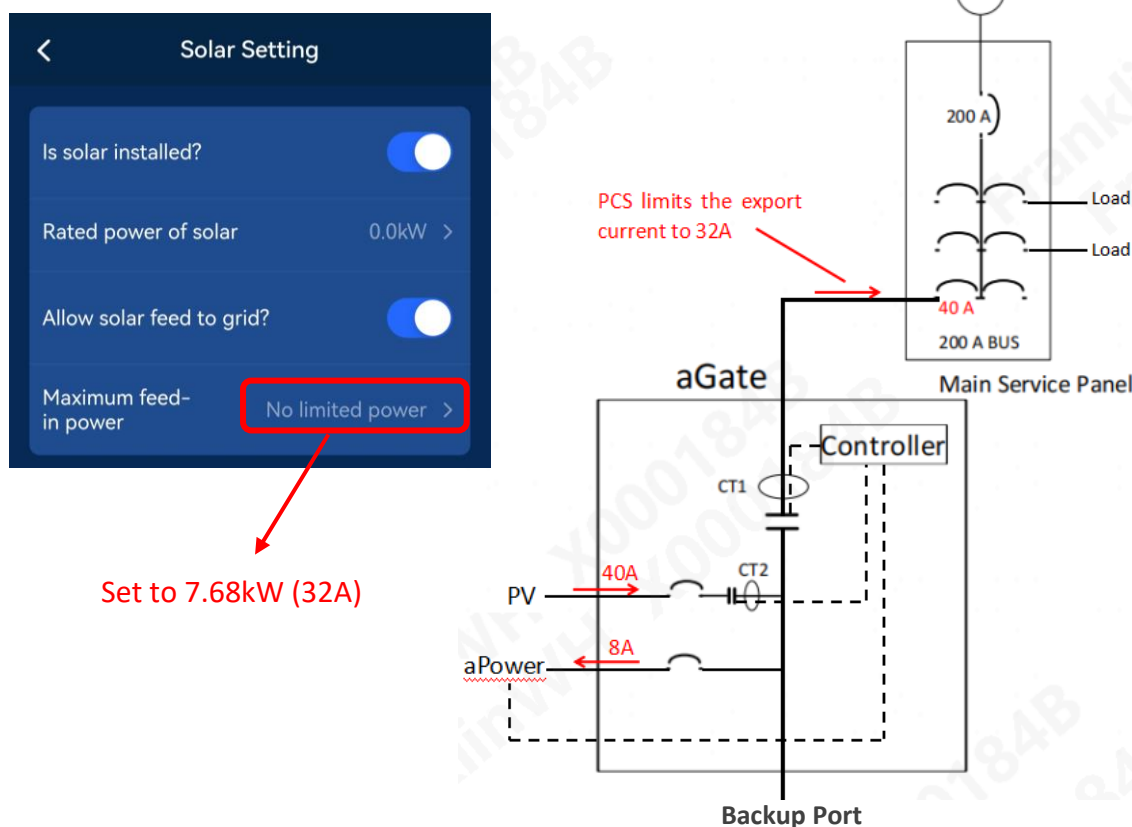 Solar Setting
Is solar installed?
Rated power of solar
0.0kW
Allow solar feed to grid?
Maximum feed-
in power
No limited power
Set to 7.68kW (32A)
200 A
PCS limits the export
current to 32A
Load
Load
40 A
200 A BUS
Main Service Panel
aGate
Controller
CT1
40A
CT2
PV
8A
aPower
Backup Port